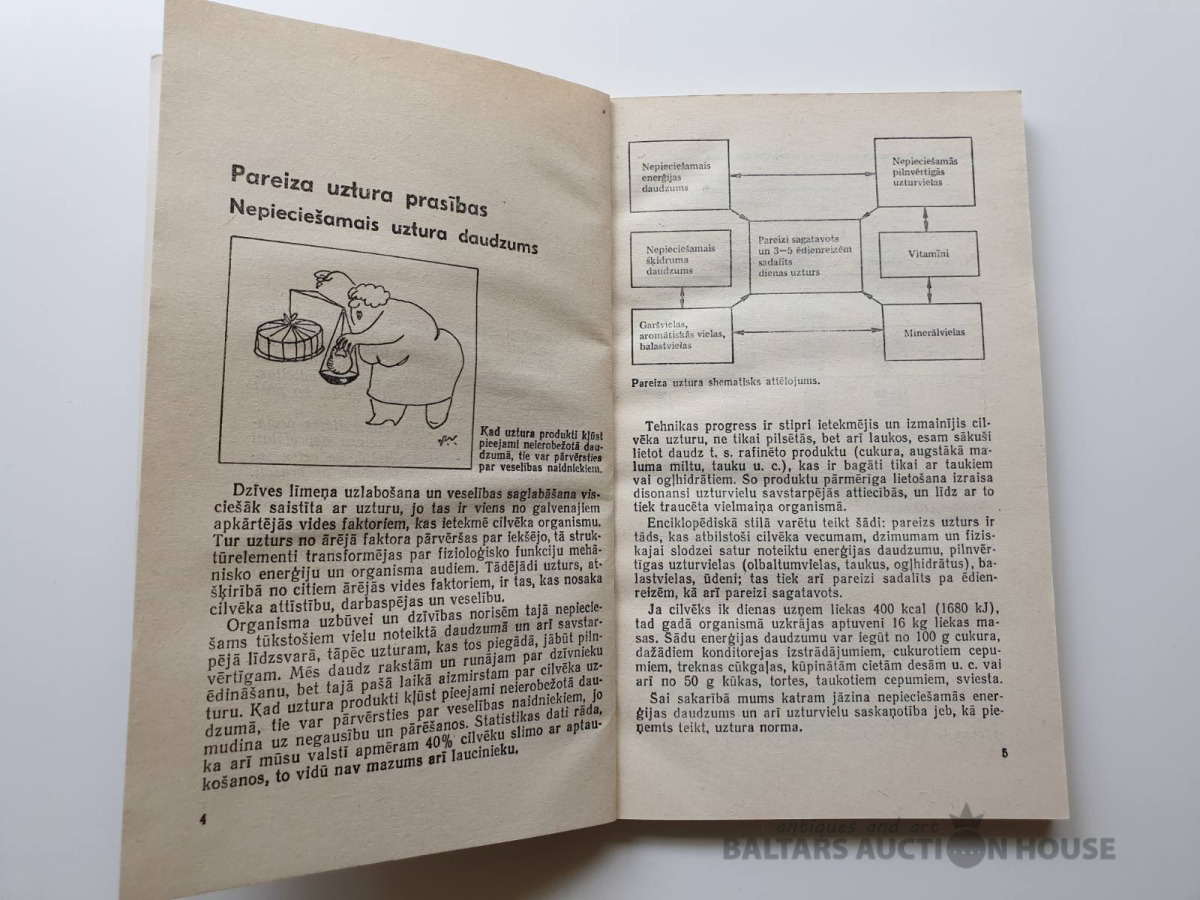 Pareiza uztura prasības
Nepieciešamais uztura daudzums
Kad uztura produkti kļūst
pieejami neierobežotā dau-
dzumā, tie var pārvērsties
par veselības naidniekiem.
Dzīves līmeņa uzlabošana un veselības saglabāšana vis-
ciešāk saistīta ar uzturu, jo tas ir viens no galvenajiem
apkārtējās vides faktoriem, kas ietekmē cilvēka organismu.
Tur uzturs no ārējā faktora pārvēršas par iekšējo, tā struk-
tūrelementi transformējas par fizioloģisko funkciju mehā-
nisko enerģiju un organisma audiem. Tādējādi uzturs, at-
šķirībā no citiem ārējās vides faktoriem, ir tas, kas nosaka
cilvēka attīstību, darbaspējas un veselību.
Organisma uzbūvei un dzīvības norisēm tajā nepiecie-
šams tūkstošiem vielu noteiktā daudzumā un arī savstar-
pējā līdzsvarā, tāpēc uzturam, kas tos piegādā, jābūt piln-
vērtīgam. Mēs daudz rakstām un runājam par dzīvnieku
ēdināšanu, bet tajā pašā laikā aizmirstam par cilvēka uz-
turu. Kad uztura produkti kļūst pieejami neierobežotā dau-
dzumā, tie var pārvērsties par veselības naidniekiem, jo
mudina uz negausību un pārēšanos. Statistikas dati rāda,
ka arī mūsu valstī apmēram 40% cilvēku slimo ar aptau-
košanos, to vidū nav mazums arī laucinieku.
4
Nepieciešamais
enerģijas
daudzums
Nepieciešamās
pilnvērtīgās
uzturvielas
Nepieciešamais
šķidruma
daudzums
Pareizi sagatavots
un 3—5 ēdienreizēm
sadalīts
dienas uzturs
Vitamīni
Garšvielas,
aromātiskās vielas,
balastvielas
Minerālvielas
Pareiza uztura shematisks attēlojums.
Tehnikas progress ir stipri ietekmējis un izmainījis cil-
vēka uzturu, ne tikai pilsētās, bet arī laukos, esam sākuši
lietot daudz t. s. rafinēto produktu (cukura, augstākā ma-
luma miltu, tauku u. c.), kas ir bagāti tikai ar taukiem
vai ogļhidrātiem. So produktu pārmērīga lietošana izraisa
disonansi uzturvielu savstarpējās attiecībās, un līdz ar to
tiek traucēta vielmaiņa organismā.
Enciklopēdiskā stilā varētu teikt šādi: pareizs uzturs ir
tāds, kas atbilstoši cilvēka vecumam, dzimumam un fizis-
kajai slodzei satur noteiktu enerģijas daudzumu, pilnvēr-
tīgas uzturvielas (olbaltumvielas, taukus, ogļhidrātus), ba-
lastvielas, ūdeni; tas tiek arī pareizi sadalīts pa ēdien-
reizēm, kā arī pareizi sagatavots.
Ja cilvēks ik dienas uzņem liekas 400 kcal (1680 kJ),
tad gadā organismā uzkrājas aptuveni 16 kg liekas ma-
sas. Šādu enerģijas daudzumu var iegūt no 100 g cukura,
dažādiem konditorejas izstrādājumiem, cukurotiem cepu-
miem, treknas cūkgaļas, kūpinātām cietām desām u. c. vai
arī no 50 g kūkas, tortes, taukotiem cepumiem, sviesta.
Šai sakarībā mums katram jāzina nepieciešamās ener-
ģijas daudzums un arī uzturvielu saskaņotība jeb, kā pie-
ņemts teikt, uztura norma.
5
antiques and art
BALTARS AUCTION HOUSE